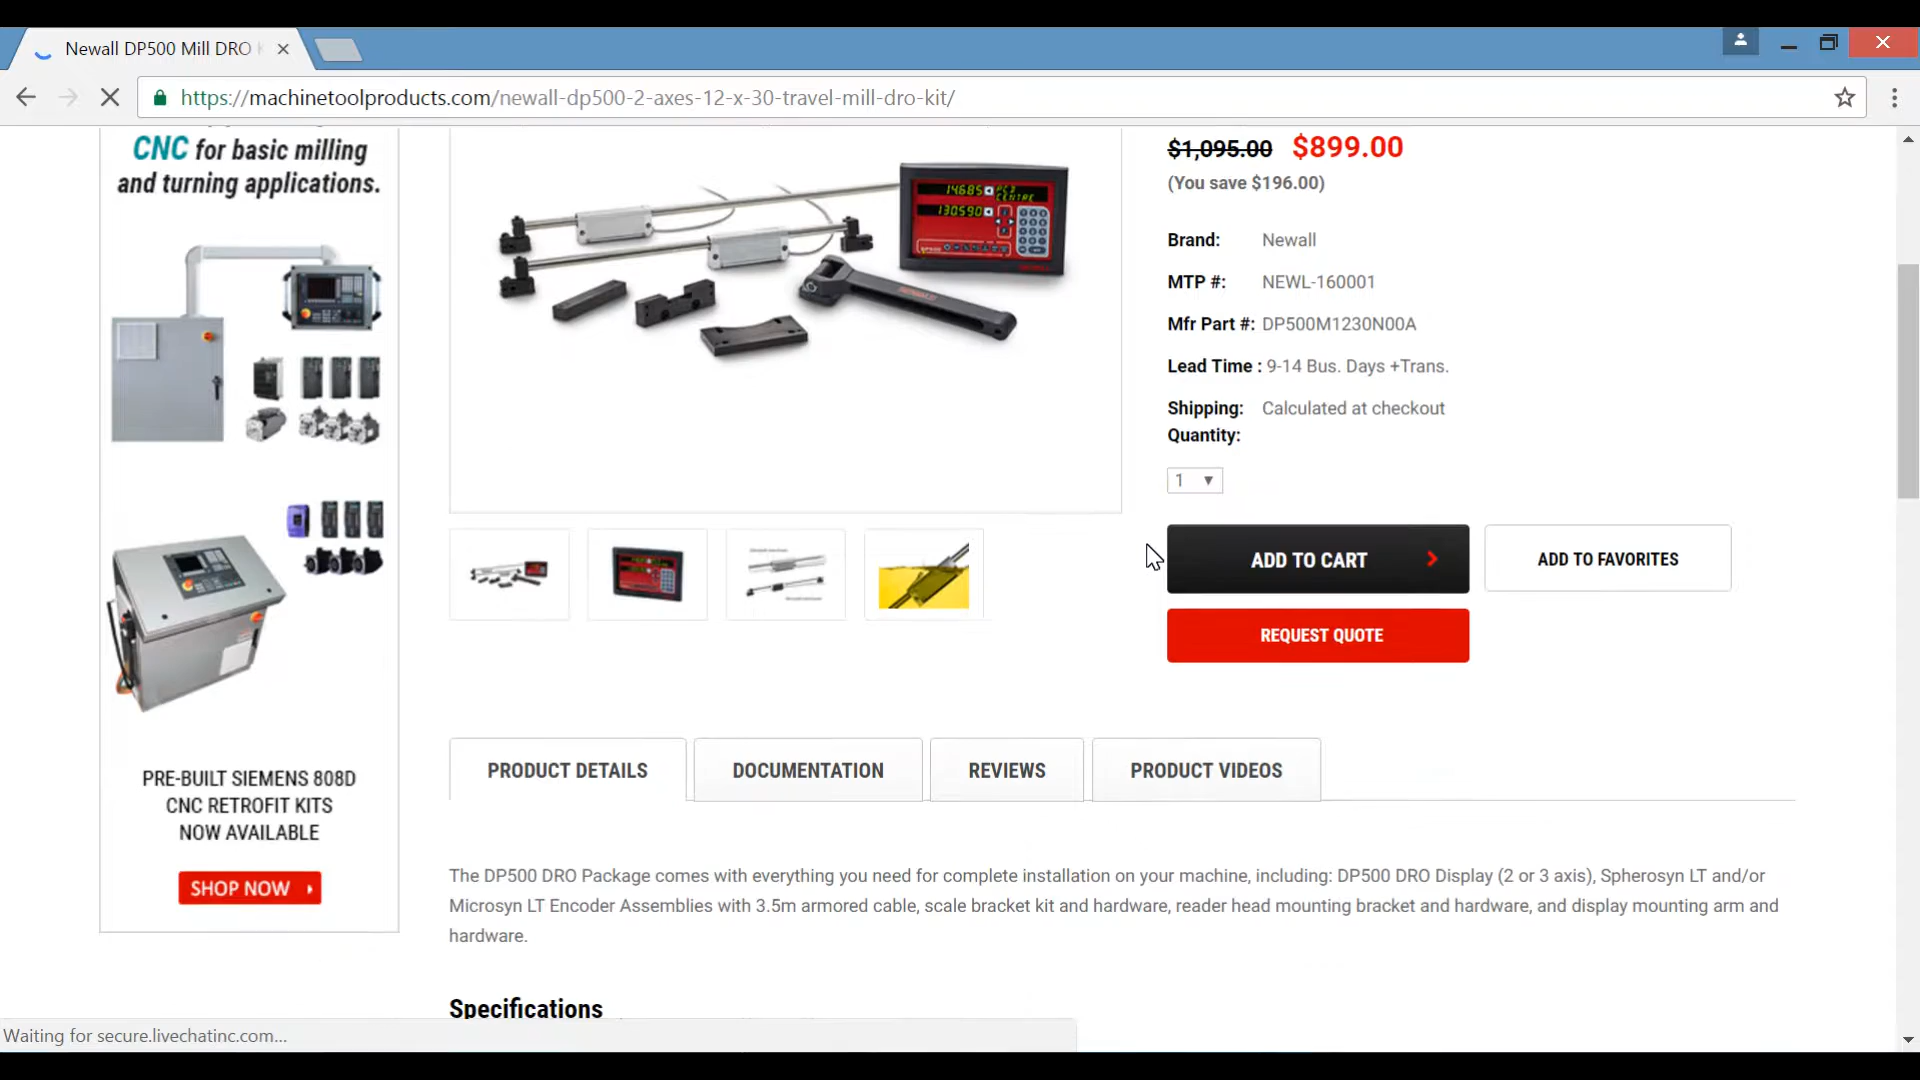 Newall DP500 Mill DRO
https://machinetoolproducts.com/newall-dp500-2-axes-12-x-30-travel-mill-dro-kit/
CNC for basic milling
and turning applications.
PRE-BUILT SIEMENS 808D
CNC RETROFIT KITS
NOW AVAILABLE
SHOP NOW
14.685
130.590
DP500
$1,095.00 $899.00
(You save $196.00)
Brand: Newall
MTP #: NEWL-160001
Mfr Part #: DP500M1230N00A
Lead Time : 9-14 Bus. Days +Trans.
Shipping: Calculated at checkout
Quantity:
1
ADD TO CART
ADD TO FAVORITES
REQUEST QUOTE
PRODUCT DETAILS
DOCUMENTATION
REVIEWS
PRODUCT VIDEOS
The DP500 DRO Package comes with everything you need for complete installation on your machine, including: DP500 DRO Display (2 or 3 axis), Spherosyn LT and/or
Microsyn LT Encoder Assemblies with 3.5m armored cable, scale bracket kit and hardware, reader head mounting bracket and hardware, and display mounting arm and
hardware.
Specifications
Waiting for secure.livechatinc.com...